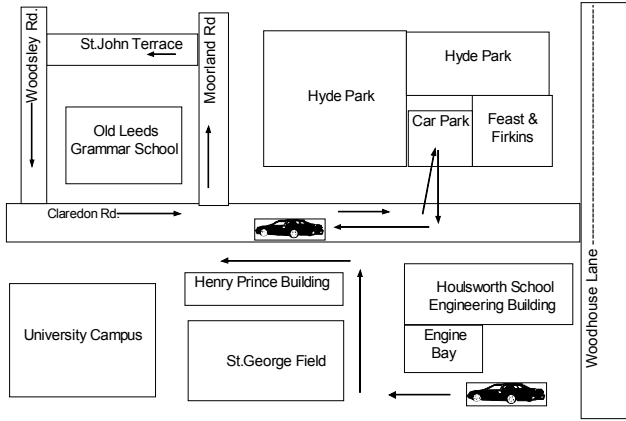 Woodsley Rd.
St.John Terrace
Moorland Rd
Hyde Park
Hyde Park
Car Park
Feast &
Firkins
Old Leeds
Grammar School
Claredon Rd.
Woodhouse Lane
Henry Prince Building
Houlsworth School
Engineering Building
University Campus
St.George Field
Engine
Bay